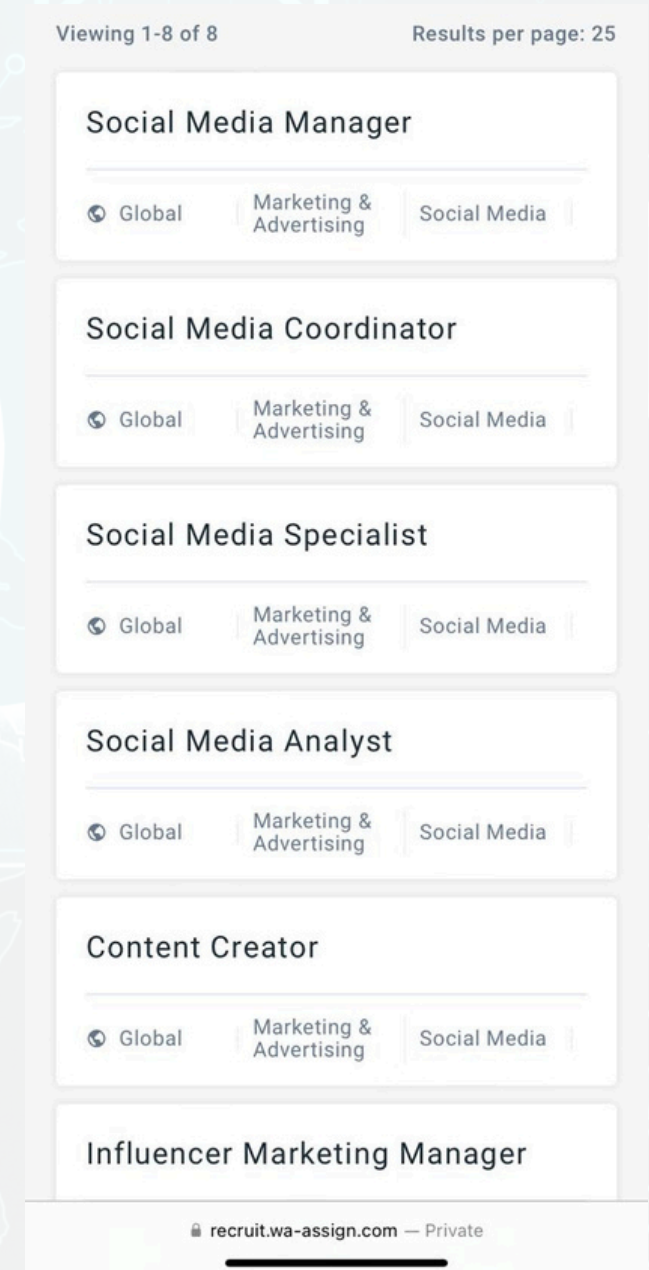 Viewing 1-8 of 8 Results per page: 25
Social Media Manager
Global Marketing & Advertising Social Media
Social Media Coordinator
Global Marketing & Advertising Social Media
Social Media Specialist
Global Marketing & Advertising Social Media
Social Media Analyst
Global Marketing & Advertising Social Media
Content Creator
Global Marketing & Advertising Social Media
Influencer Marketing Manager
recruit.wa-assign.com — Private